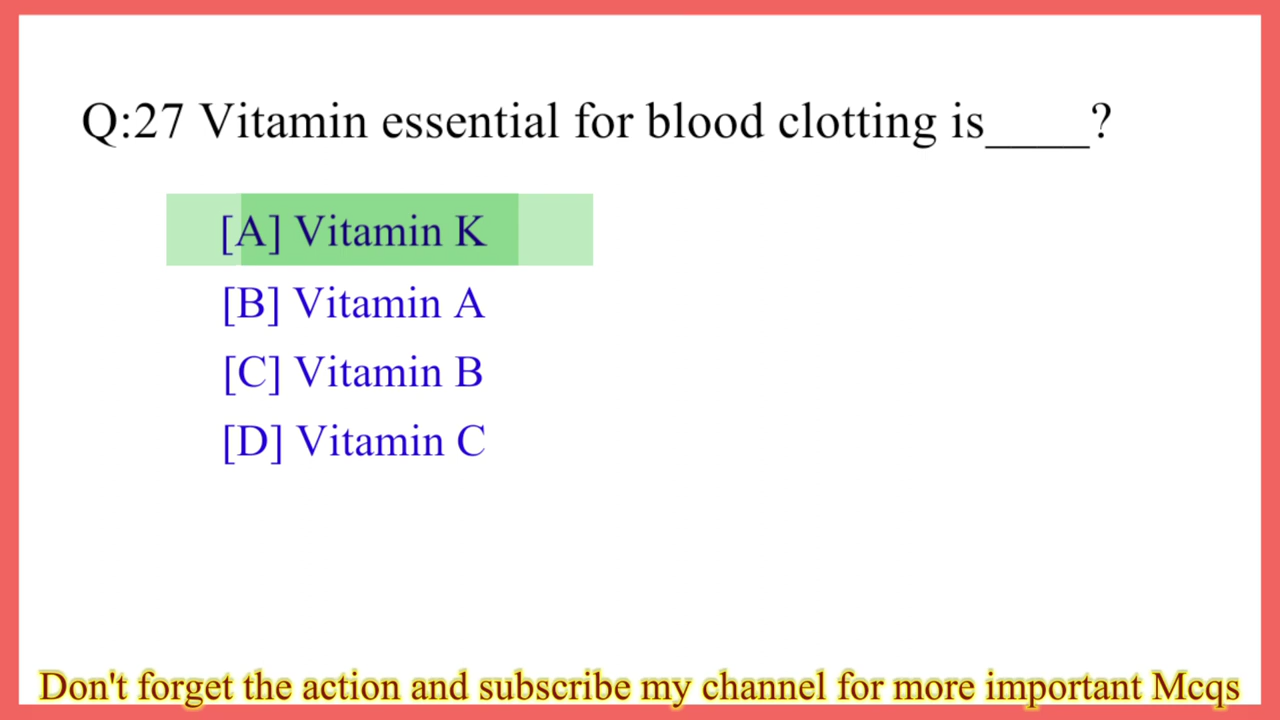 Q:27 Vitamin essential for blood clotting is____?
[A] Vitamin K
[B] Vitamin A
[C] Vitamin B
[D] Vitamin C
Don't forget the action and subscribe my channel for more important Mcqs